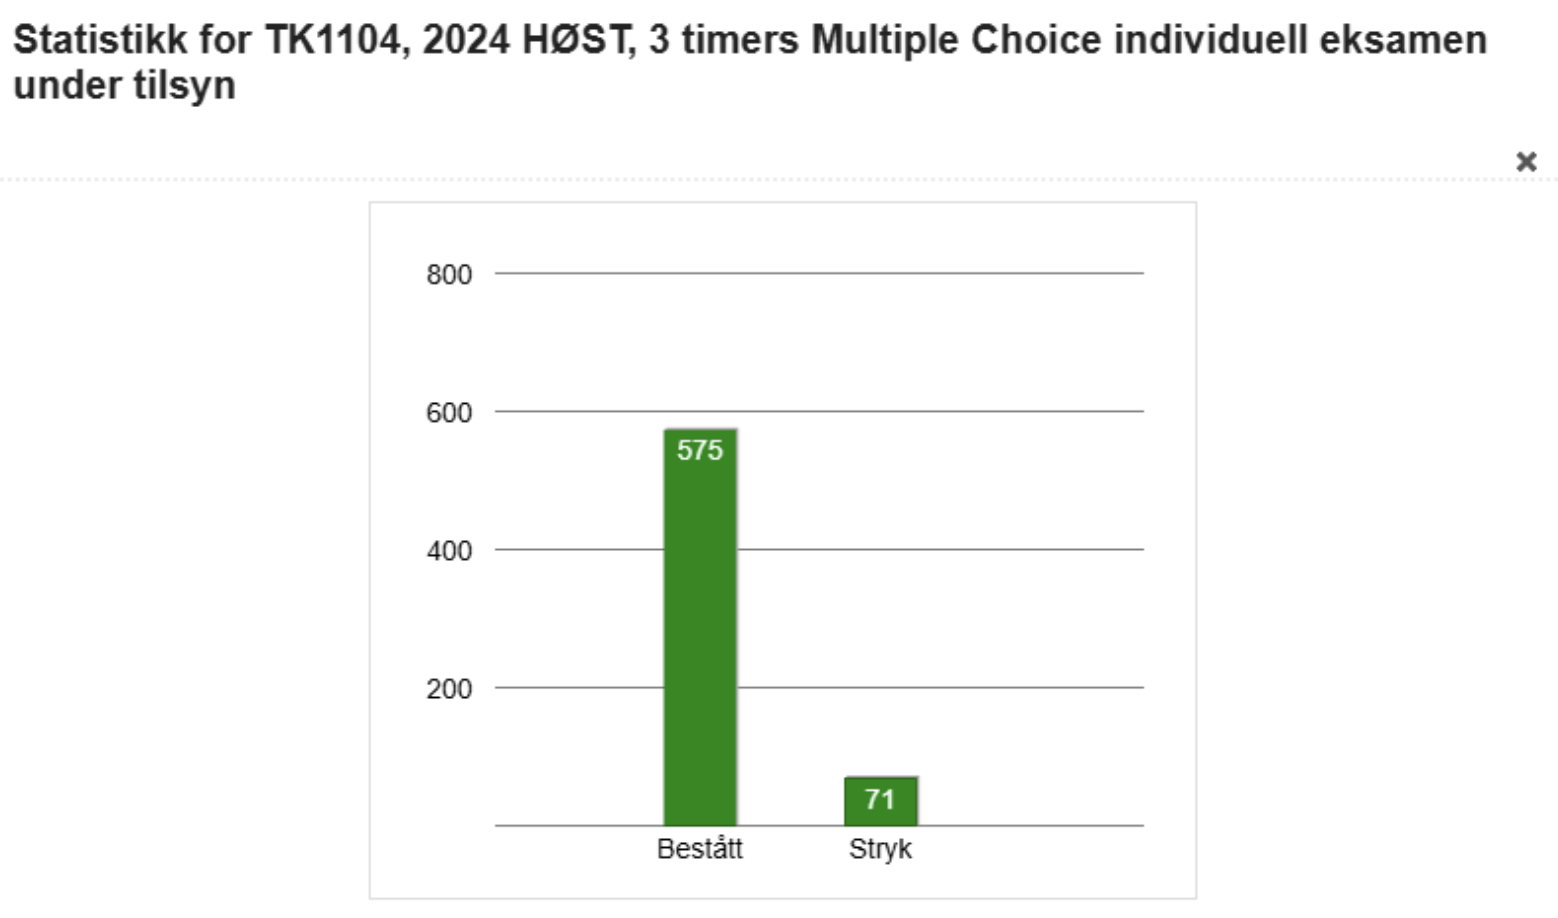 Statistikk for TK1104, 2024 HØST, 3 timers Multiple Choice individuell eksamen
under tilsyn
800
600
575
400
200
71
Bestått Stryk